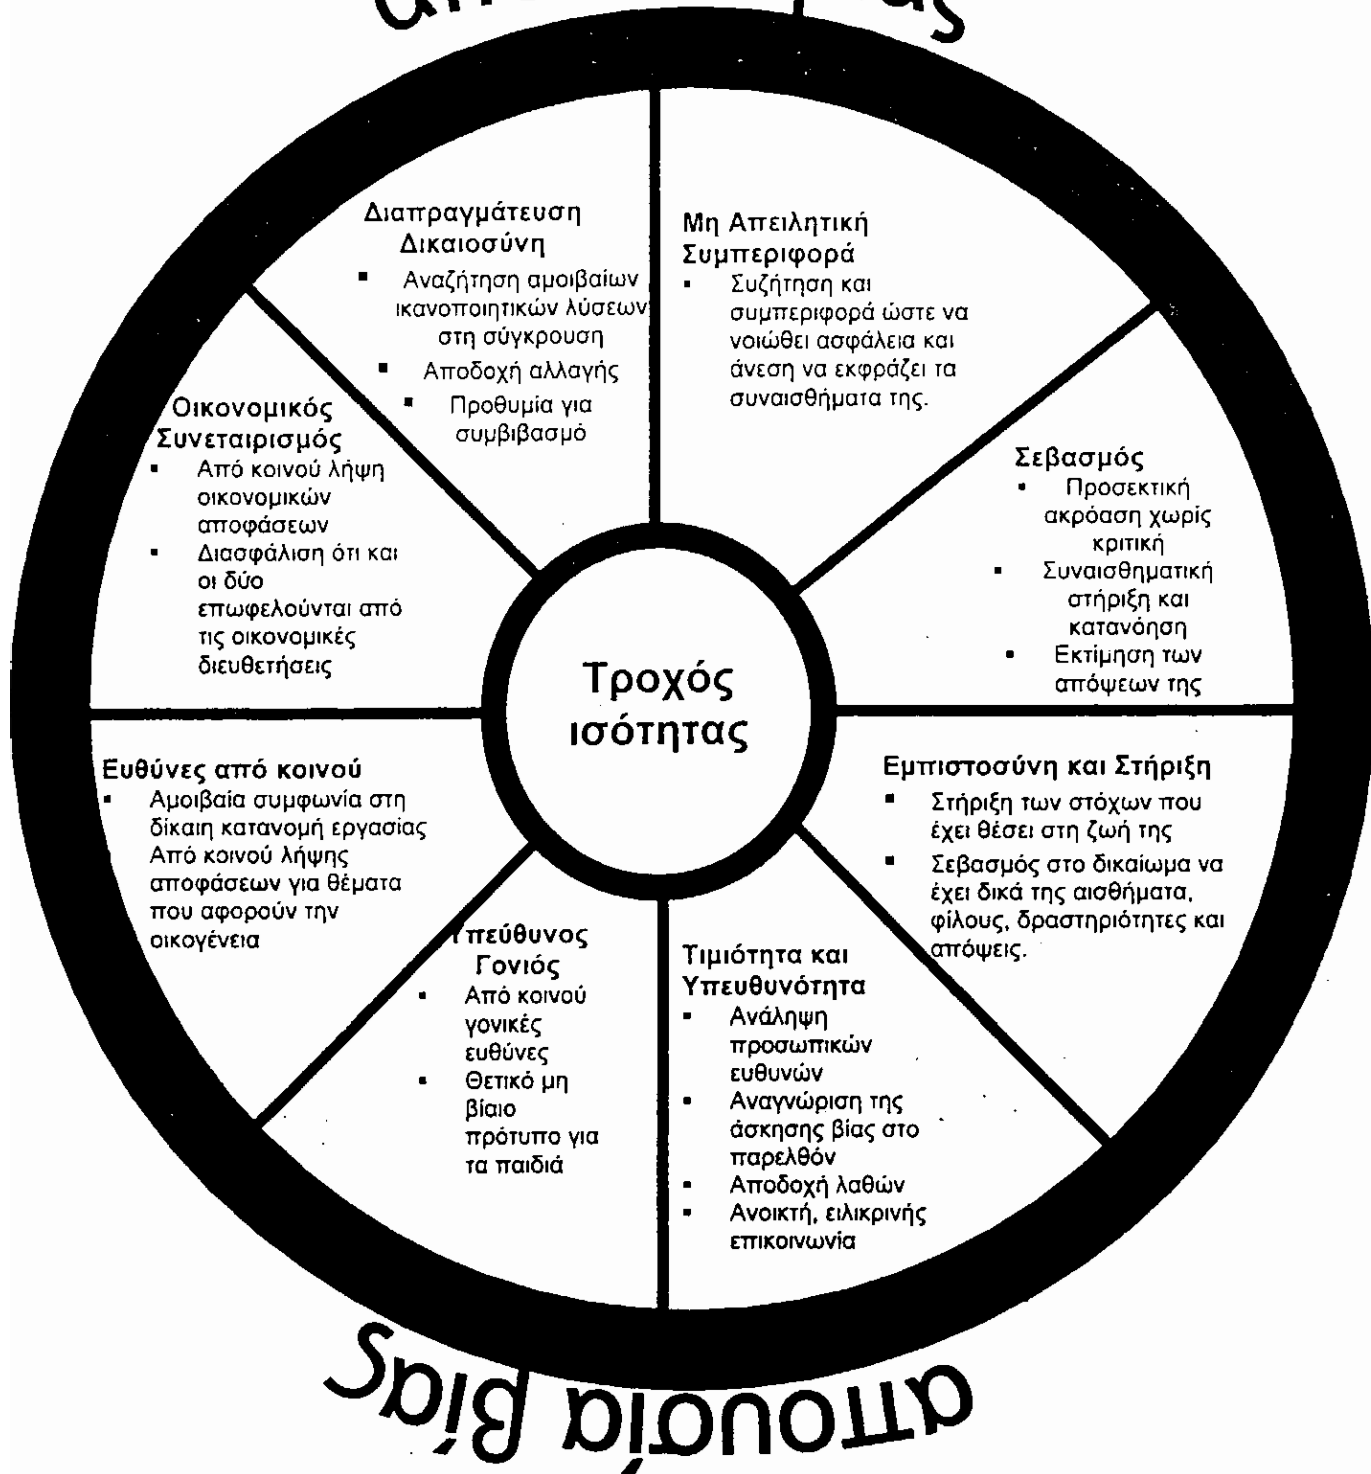 Διαπραγμάτευση
Δικαιοσύνη
▪ Αναζήτηση αμοιβαίων
ικανοποιητικών λύσεων
στη σύγκρουση
▪ Αποδοχή αλλαγής
▪ Προθυμία για
συμβιβασμό
Μη Απειλητική
Συμπεριφορά
▪ Συζήτηση και
συμπεριφορά ώστε να
νοιώθει ασφάλεια και
άνεση να εκφράζει τα
συναισθήματα της.
Οικονομικός
Συνεταιρισμός
▪ Από κοινού λήψη
οικονομικών
αποφάσεων
▪ Διασφάλιση ότι και
οι δύο
επωφελούνται από
τις οικονομικές
διευθετήσεις
Σεβασμός
▪ Προσεκτική
ακρόαση χωρίς
κριτική
▪ Συναισθηματική
στήριξη και
κατανόηση
▪ Εκτίμηση των
απόψεων της
Τροχός
ισότητας
Ευθύνες από κοινού
▪ Αμοιβαία συμφωνία στη
δίκαιη κατανομή εργασίας
Από κοινού λήψης
αποφάσεων για θέματα
που αφορούν την
οικογένεια
Εμπιστοσύνη και Στήριξη
▪ Στήριξη των στόχων που
έχει θέσει στη ζωή της
▪ Σεβασμός στο δικαίωμα να
έχει δικά της αισθήματα,
φίλους, δραστηριότητες και
απόψεις.
Υπεύθυνος
Γονιός
▪ Από κοινού
γονικές
ευθύνες
▪ Θετικό μη
βίαιο
πρότυπο για
τα παιδιά
Τιμιότητα και
Υπευθυνότητα
▪ Ανάληψη
προσωπικών
ευθυνών
▪ Αναγνώριση της
άσκησης βίας στο
παρελθόν
▪ Αποδοχή λαθών
▪ Ανοικτή, ειλικρινής
επικοινωνία
απουσία βίας